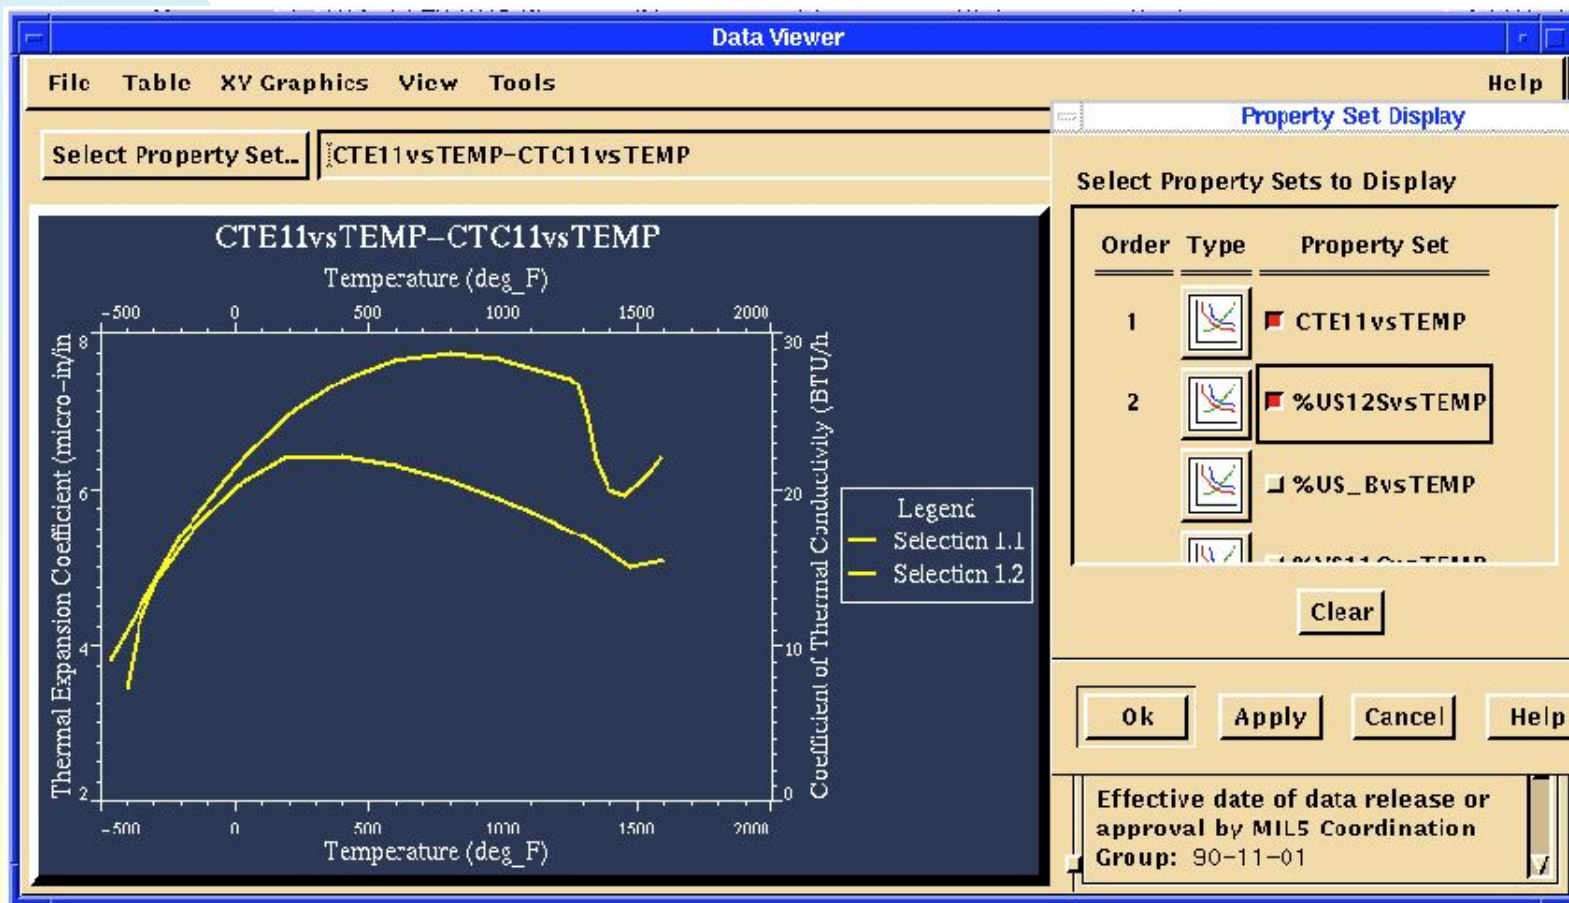 Data Viewer
File Table XY Graphics View Tools Help
Select Property Set... CTE11vsTEMP-CTC11vsTEMP
CTE11vsTEMP-CTC11vsTEMP
Temperature (deg_F)
-500 0 500 1000 1500 2000
Thermal Expansion Coefficient (micro-in/in
8
6
4
2
30
20
10
0
Coefficient of Thermal Conductivity (BTU/h
Legend
Selection 1.1
Selection 1.2
-500 0 500 1000 1500 2000
Temperature (deg_F)
Property Set Display
Select Property Sets to Display
Order Type Property Set
1 CTE11vsTEMP
2 %US12SvsTEMP
%US_BvsTEMP
Clear
Ok Apply Cancel Help
Effective date of data release or
approval by MIL5 Coordination
Group: 90-11-01